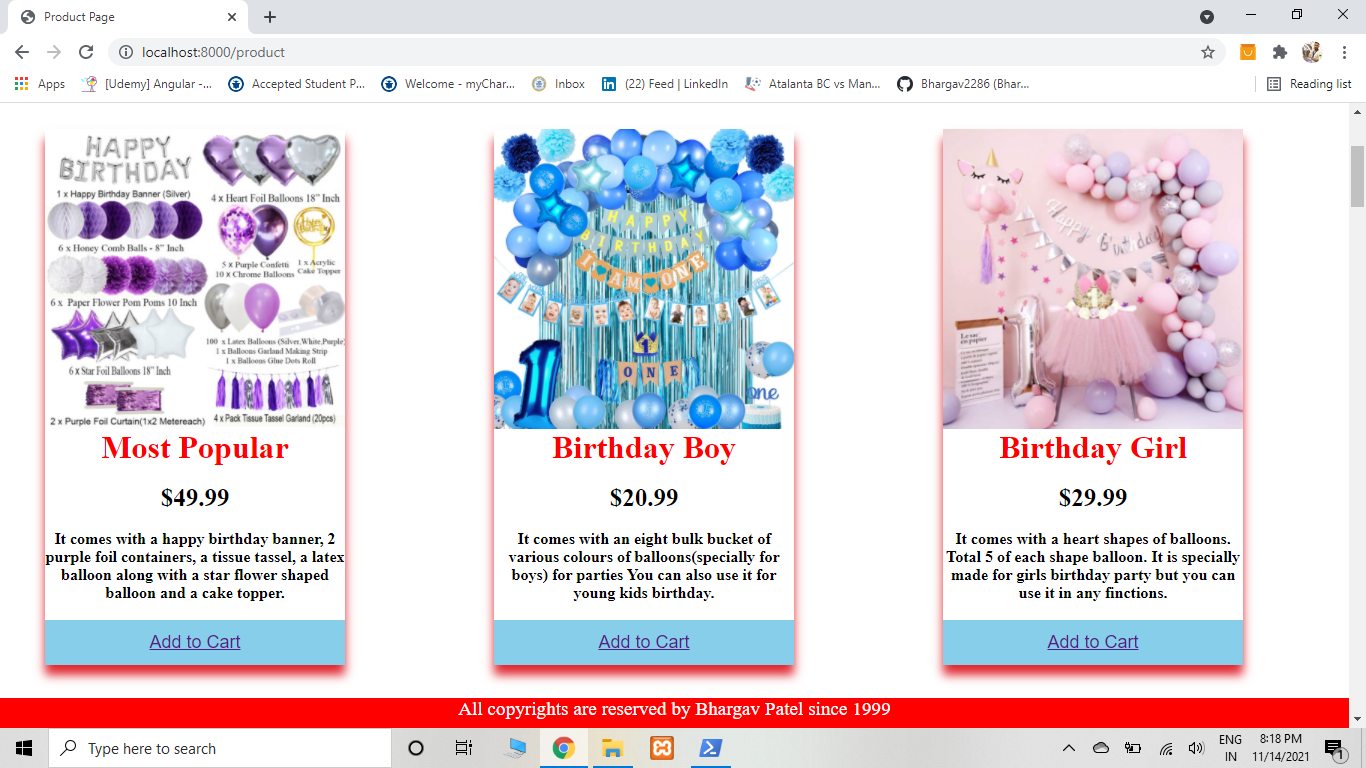 Product Page
localhost:8000/product
Apps
[Udemy] Angular -...
Accepted Student P...
Welcome - myChar...
Inbox
(22) Feed | LinkedIn
Atalanta BC vs Man...
Bhargav2286 (Bhar...
Reading list
HAPPY
BIRTHDAY
1 x Happy Birthday Banner (Silver)
4 x Heart Foil Balloons 18" Inch
6 x Honey Comb Balls - 8" Inch
5 x Purple Confetti
10 x Chrome Balloons
1 x Acrylic
Cake Topper
6 x Paper Flower Pom Poms 10 Inch
100 x Latex Balloons (Silver,White,Purple)
1 x Balloons Garland Making Strip
1 x Balloons Glue Dots Roll
6 x Star Foil Balloons 18" Inch
2 x Purple Foil Curtain(1x2 Metereach)
4 x Pack Tissue Tassel Garland (20pcs)
Most Popular
$49.99
It comes with a happy birthday banner, 2
purple foil containers, a tissue tassel, a latex
balloon along with a star flower shaped
balloon and a cake topper.
Add to Cart
HAPPY
BIRTHDAY
I AM ONE
1
ONE
1
one
Birthday Boy
$20.99
It comes with an eight bulk bucket of
various colours of balloons(specially for
boys) for parties You can also use it for
young kids birthday.
Add to Cart
Happy Birthday
Le sac
en papier
1
Birthday Girl
$29.99
It comes with a heart shapes of balloons.
Total 5 of each shape balloon. It is specially
made for girls birthday party but you can
use it in any finctions.
Add to Cart
All copyrights are reserved by Bhargav Patel since 1999
Type here to search
ENG
IN
8:18 PM
11/14/2021
1